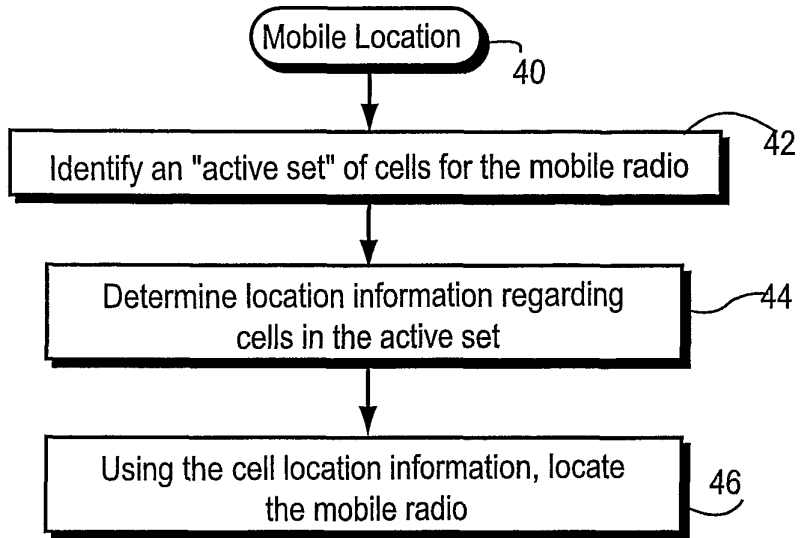 Mobile Location
40
42
Identify an "active set" of cells for the mobile radio
Determine location information regarding
cells in the active set
44
Using the cell location information, locate
the mobile radio
46